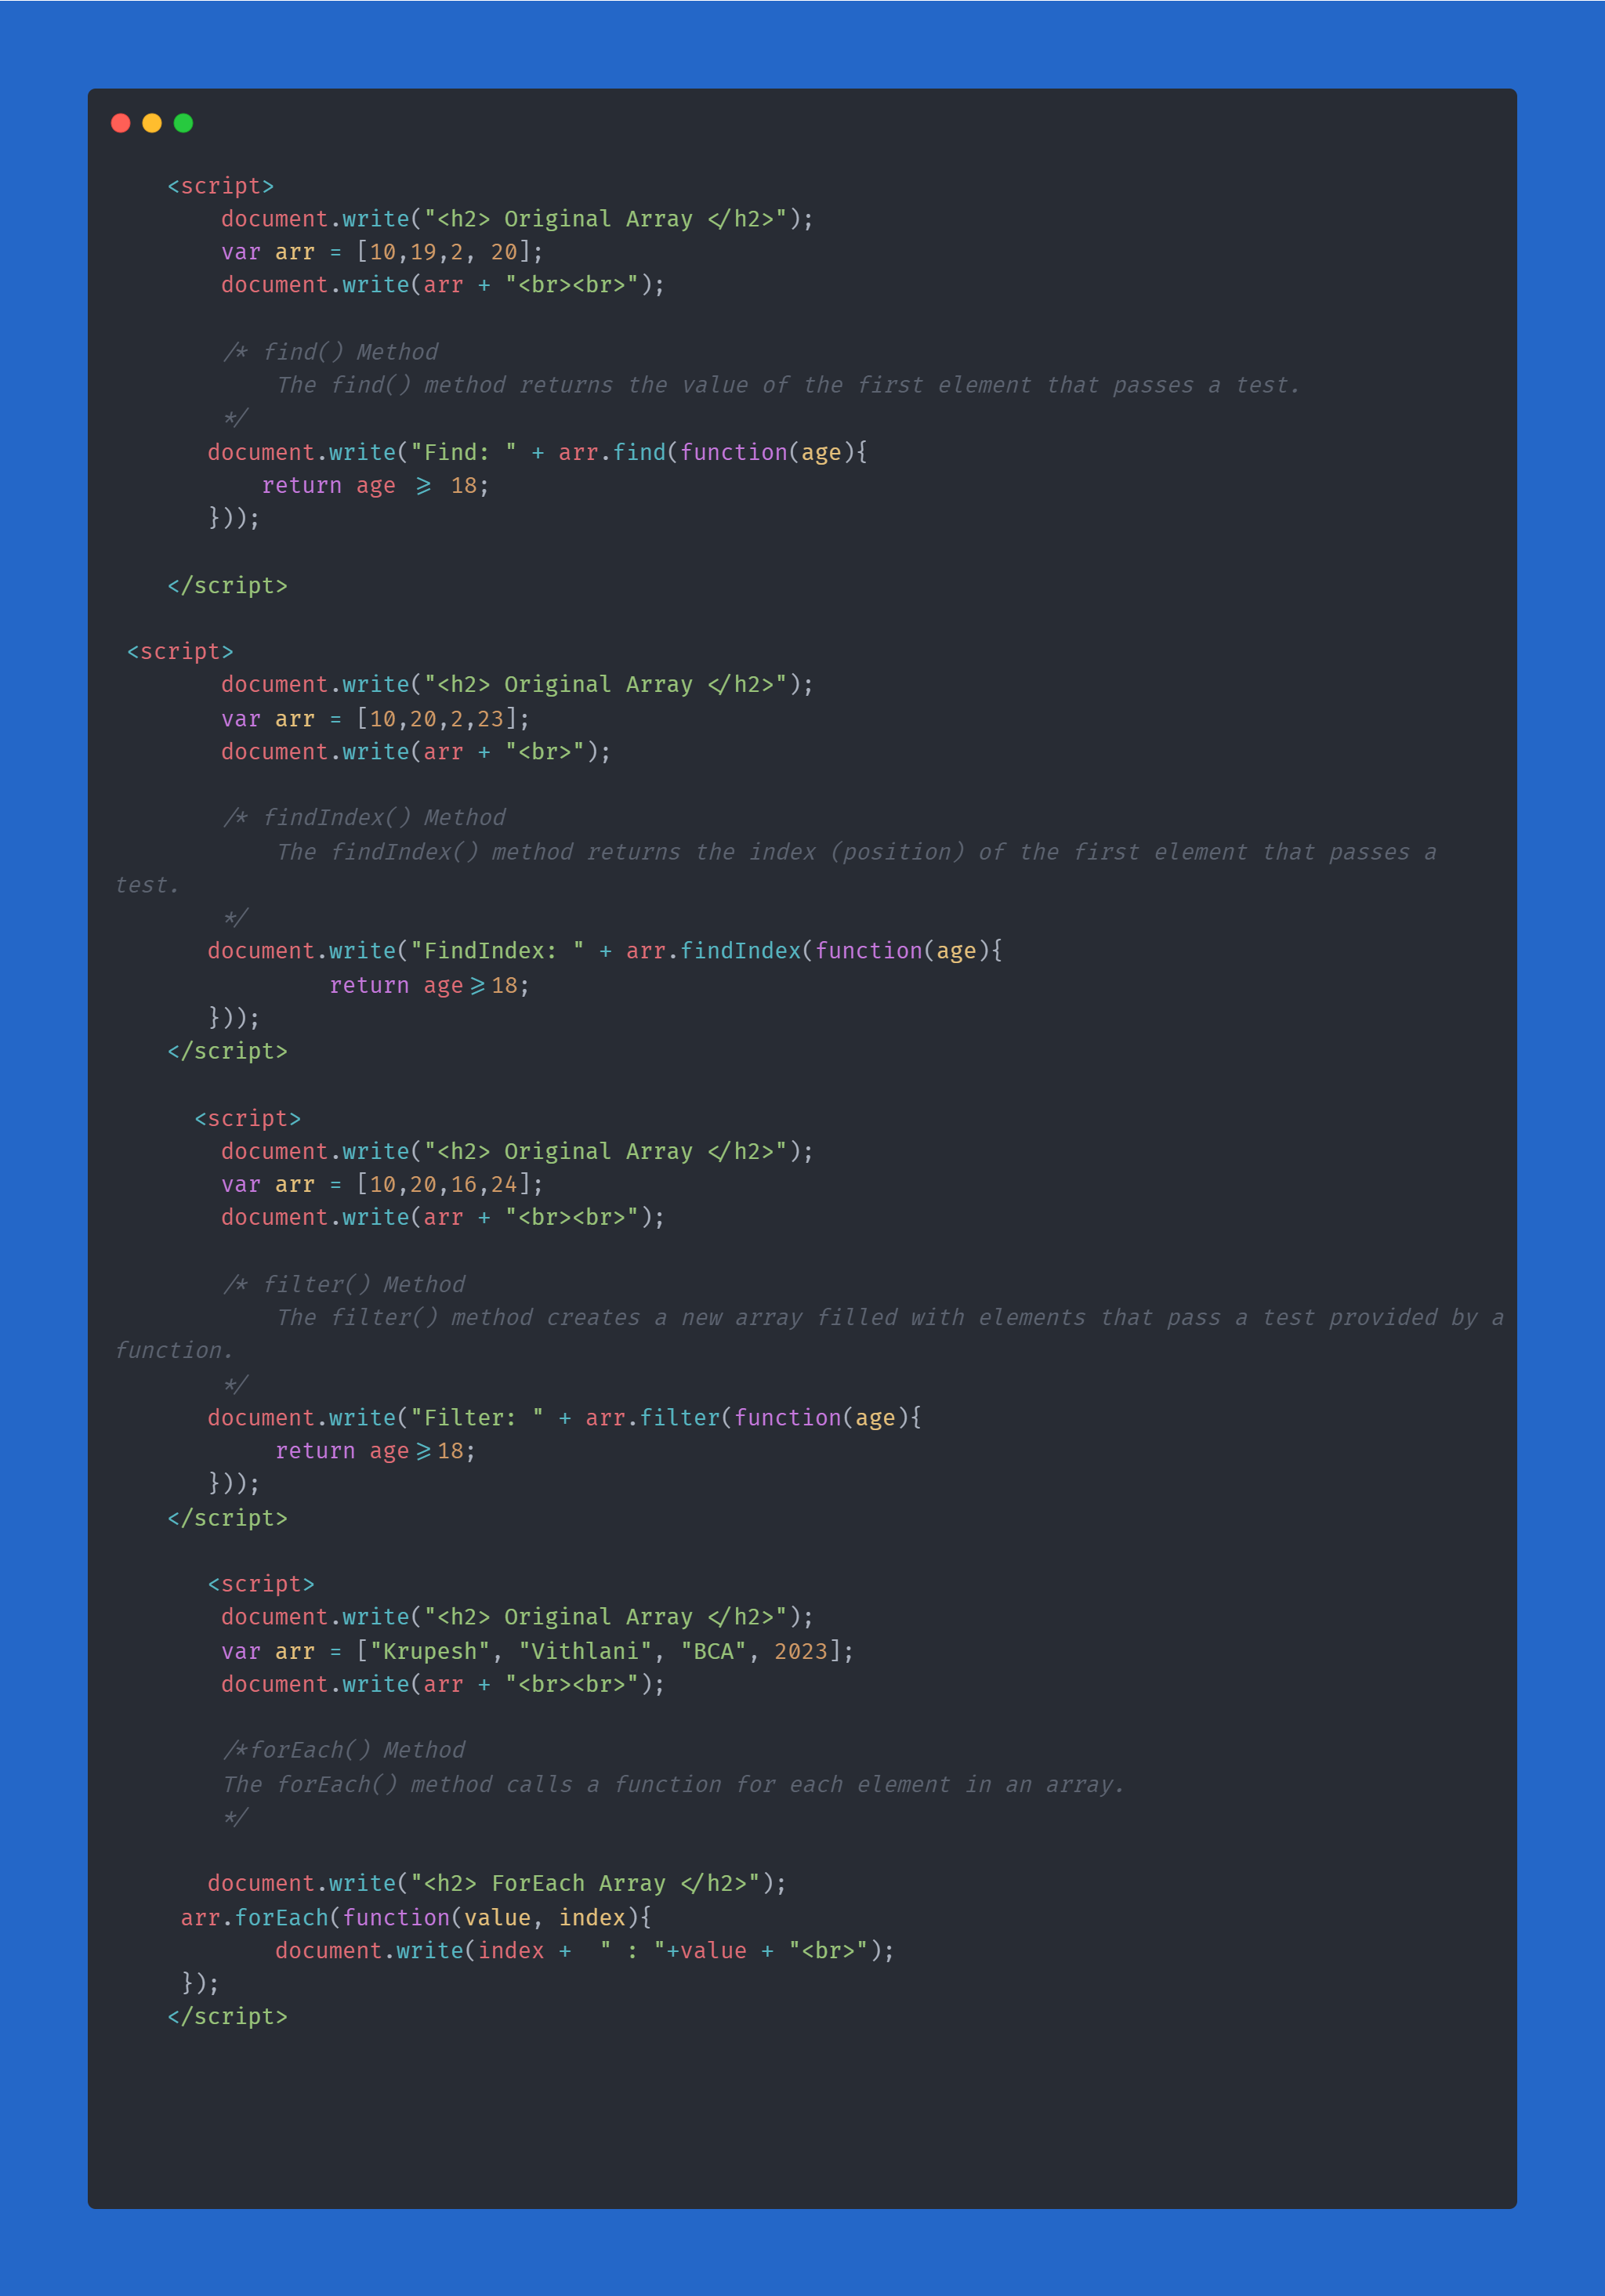 <script>
document.write("<h2> Original Array </h2>");
var arr = [10,19,2, 20];
document.write(arr + "<br><br>");
/* find() Method
The find() method returns the value of the first element that passes a test.
*/
document.write("Find: " + arr.find(function(age){
return age >= 18;
}));
</script>
<script>
document.write("<h2> Original Array </h2>");
var arr = [10,20,2,23];
document.write(arr + "<br>");
/* findIndex() Method
The findIndex() method returns the index (position) of the first element that passes a
test.
*/
document.write("FindIndex: " + arr.findIndex(function(age){
return age>=18;
}));
</script>
<script>
document.write("<h2> Original Array </h2>");
var arr = [10,20,16,24];
document.write(arr + "<br><br>");
/* filter() Method
The filter() method creates a new array filled with elements that pass a test provided by a
function.
*/
document.write("Filter: " + arr.filter(function(age){
return age>=18;
}));
</script>
<script>
document.write("<h2> Original Array </h2>");
var arr = ["Krupesh", "Vithlani", "BCA", 2023];
document.write(arr + "<br><br>");
/*forEach() Method
The forEach() method calls a function for each element in an array.
*/
document.write("<h2> ForEach Array </h2>");
arr.forEach(function(value, index){
document.write(index +  " : "+value + "<br>");
});
</script>